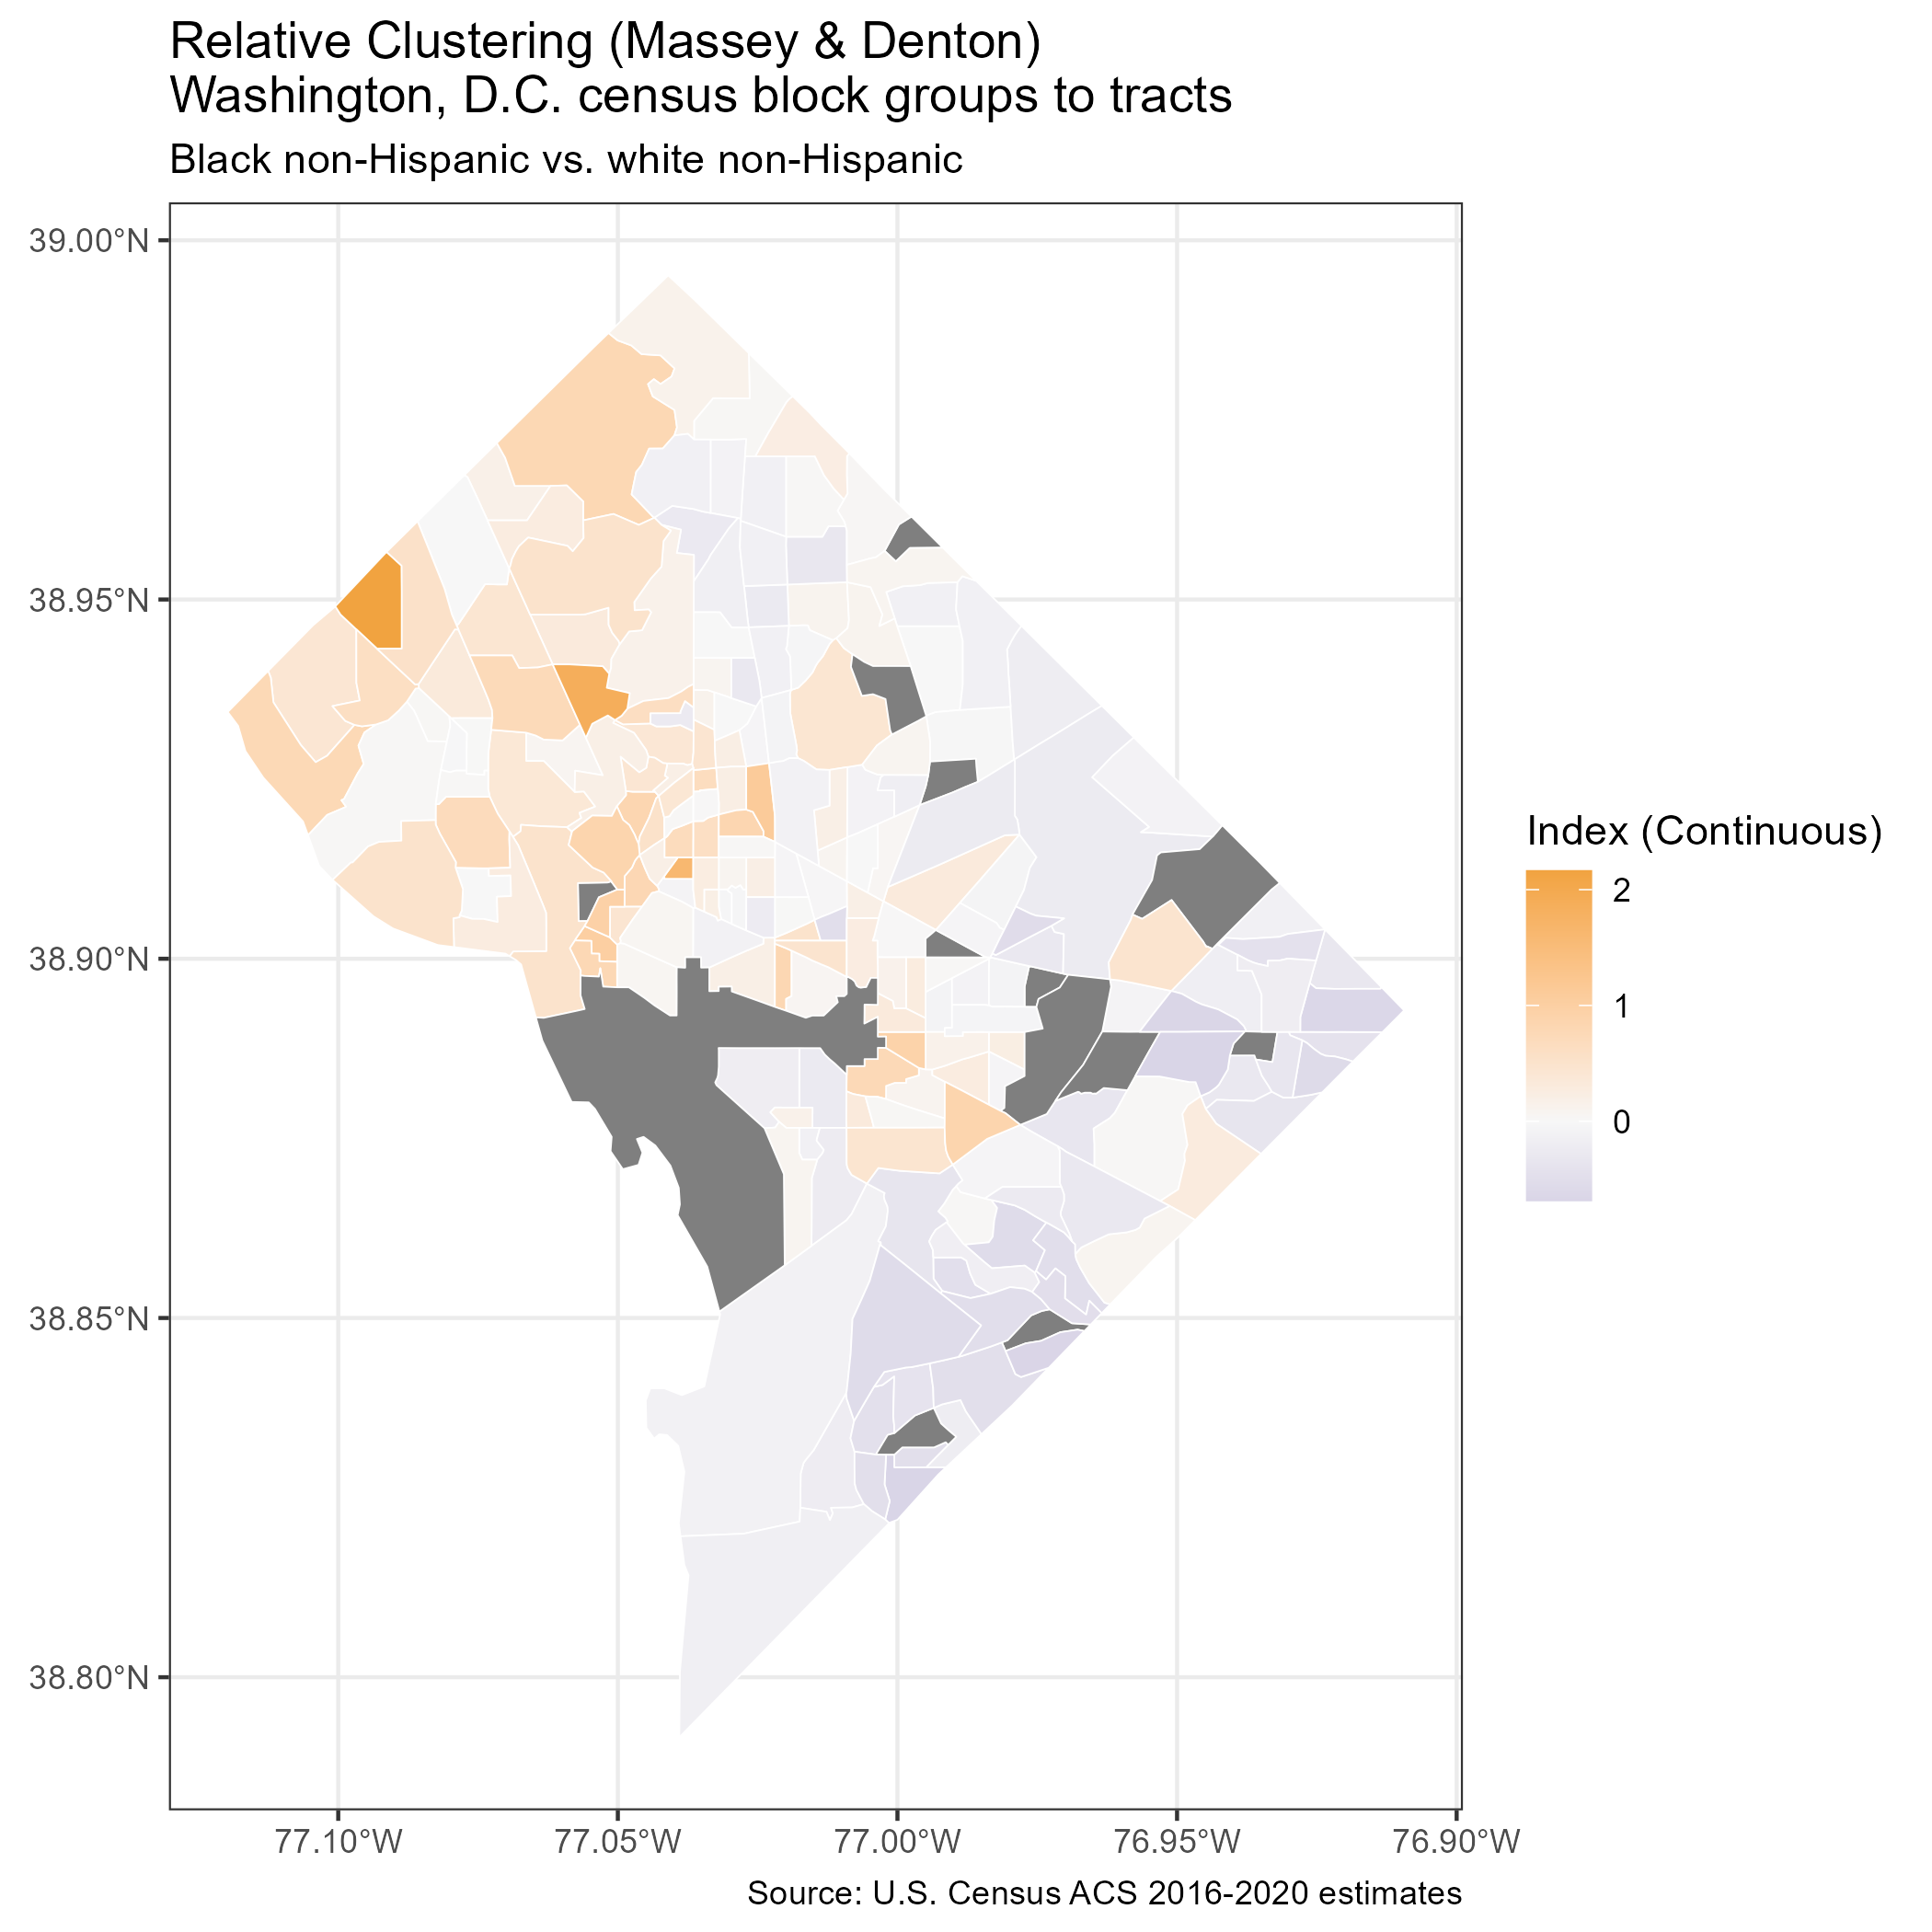 Relative Clustering (Massey & Denton)
Washington, D.C. census block groups to tracts
Black non-Hispanic vs. white non-Hispanic
39.00°N
38.95°N
38.90°N
38.85°N
38.80°N
77.10°W
77.05°W
77.00°W
76.95°W
76.90°W
Index (Continuous)
2
1
0
Source: U.S. Census ACS 2016-2020 estimates